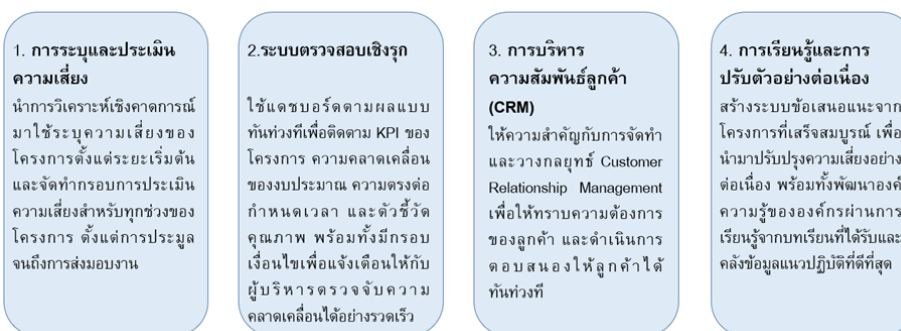 1. การระบุและประเมิน
ความเสี่ยง
นำการวิเคราะห์เชิงคาดการณ์
มาใช้ระบุความเสี่ยงของ
โครงการตั้งแต่ระยะเริ่มต้น
และจัดทำกรอบการประเมิน
ความเสี่ยงสำหรับทุกช่วงของ
โครงการ ตั้งแต่การประมูล
จนถึงการส่งมอบงาน
2.ระบบตรวจสอบเชิงรุก
ใช้แดชบอร์ดตามผลแบบ
ทันท่วงทีเพื่อติดตาม KPI ของ
โครงการ ความคลาดเคลื่อน
ของงบประมาณ ความตรงต่อ
กำหนดเวลา และตัวชี้วัด
คุณภาพ พร้อมทั้งมีกรอบ
เงื่อนไขเพื่อแจ้งเตือนให้กับ
ผู้บริหารตรวจจับความ
คลาดเคลื่อนได้อย่างรวดเร็ว
3. การบริหาร
ความสัมพันธ์ลูกค้า
(CRM)
ให้ความสำคัญกับการจัดทำ
และวางกลยุทธ์ Customer
Relationship Management
เพื่อให้ทราบความต้องการ
ของลูกค้า และดำเนินการ
ตอบสนองให้ลูกค้าได้
ทันท่วงที
4. การเรียนรู้และการ
ปรับตัวอย่างต่อเนื่อง
สร้างระบบข้อเสนอแนะจาก
โครงการที่เสร็จสมบูรณ์ เพื่อ
นำมาปรับปรุงความเสี่ยงอย่าง
ต่อเนื่อง พร้อมทั้งพัฒนาองค์
ความรู้ขององค์กรผ่านการ
เรียนรู้จากบทเรียนที่ได้รับและ
คลังข้อมูลแนวปฏิบัติที่ดีที่สุด